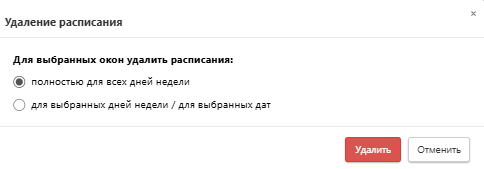 Удаление расписания
×
Для выбранных окон удалить расписания:
полностью для всех дней недели
для выбранных дней недели / для выбранных дат
Удалить
Отменить